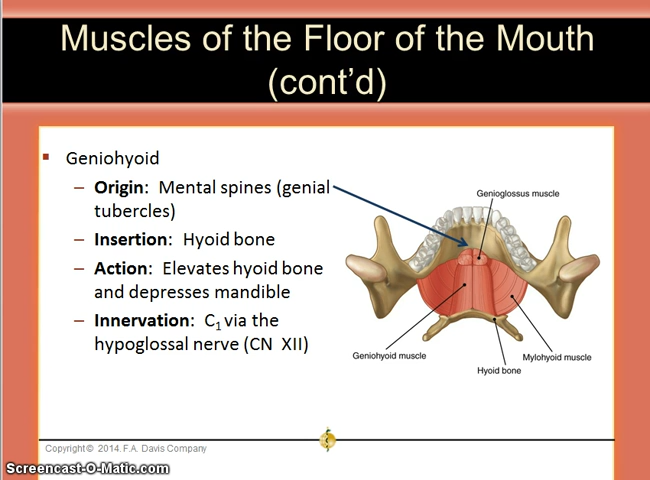 Muscles of the Floor of the Mouth
(cont’d)
▪ Geniohyoid
– Origin: Mental spines (genial
tubercles)
– Insertion: Hyoid bone
– Action: Elevates hyoid bone
and depresses mandible
– Innervation: C1 via the
hypoglossal nerve (CN XII)
Genioglossus muscle
Geniohyoid muscle
Mylohyoid muscle
Hyoid bone
Copyright © 2014. F.A. Davis Company
Screencast-O-Matic.com